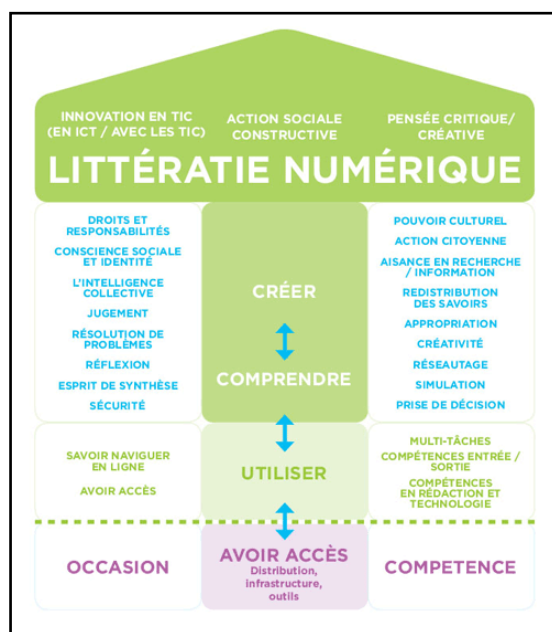 INNOVATION EN TIC
(EN ICT / AVEC LES TIC)
ACTION SOCIALE
CONSTRUCTIVE
PENSÉE CRITIQUE/
CRÉATIVE
LITTÉRATIE NUMÉRIQUE
DROITS ET
RESPONSABILITÉS
CONSCIENCE SOCIALE
ET IDENTITÉ
L'INTELLIGENCE
COLLECTIVE
JUGEMENT
RÉSOLUTION DE
PROBLÈMES
RÉFLEXION
ESPRIT DE SYNTHÈSE
SÉCURITÉ
CRÉER
COMPRENDRE
POUVOIR CULTUREL
ACTION CITOYENNE
AISANCE EN RECHERCHE
/ INFORMATION
REDISTRIBUTION
DES SAVOIRS
APPROPRIATION
CRÉATIVITÉ
RÉSEAUTAGE
SIMULATION
PRISE DE DÉCISION
SAVOIR NAVIGUER
EN LIGNE
AVOIR ACCÈS
UTILISER
MULTI-TÂCHES
COMPÉTENCES ENTRÉE /
SORTIE
COMPÉTENCES
EN RÉDACTION ET
TECHNOLOGIE
OCCASION
AVOIR ACCÈS
Distribution,
infrastructure,
outils
COMPETENCE